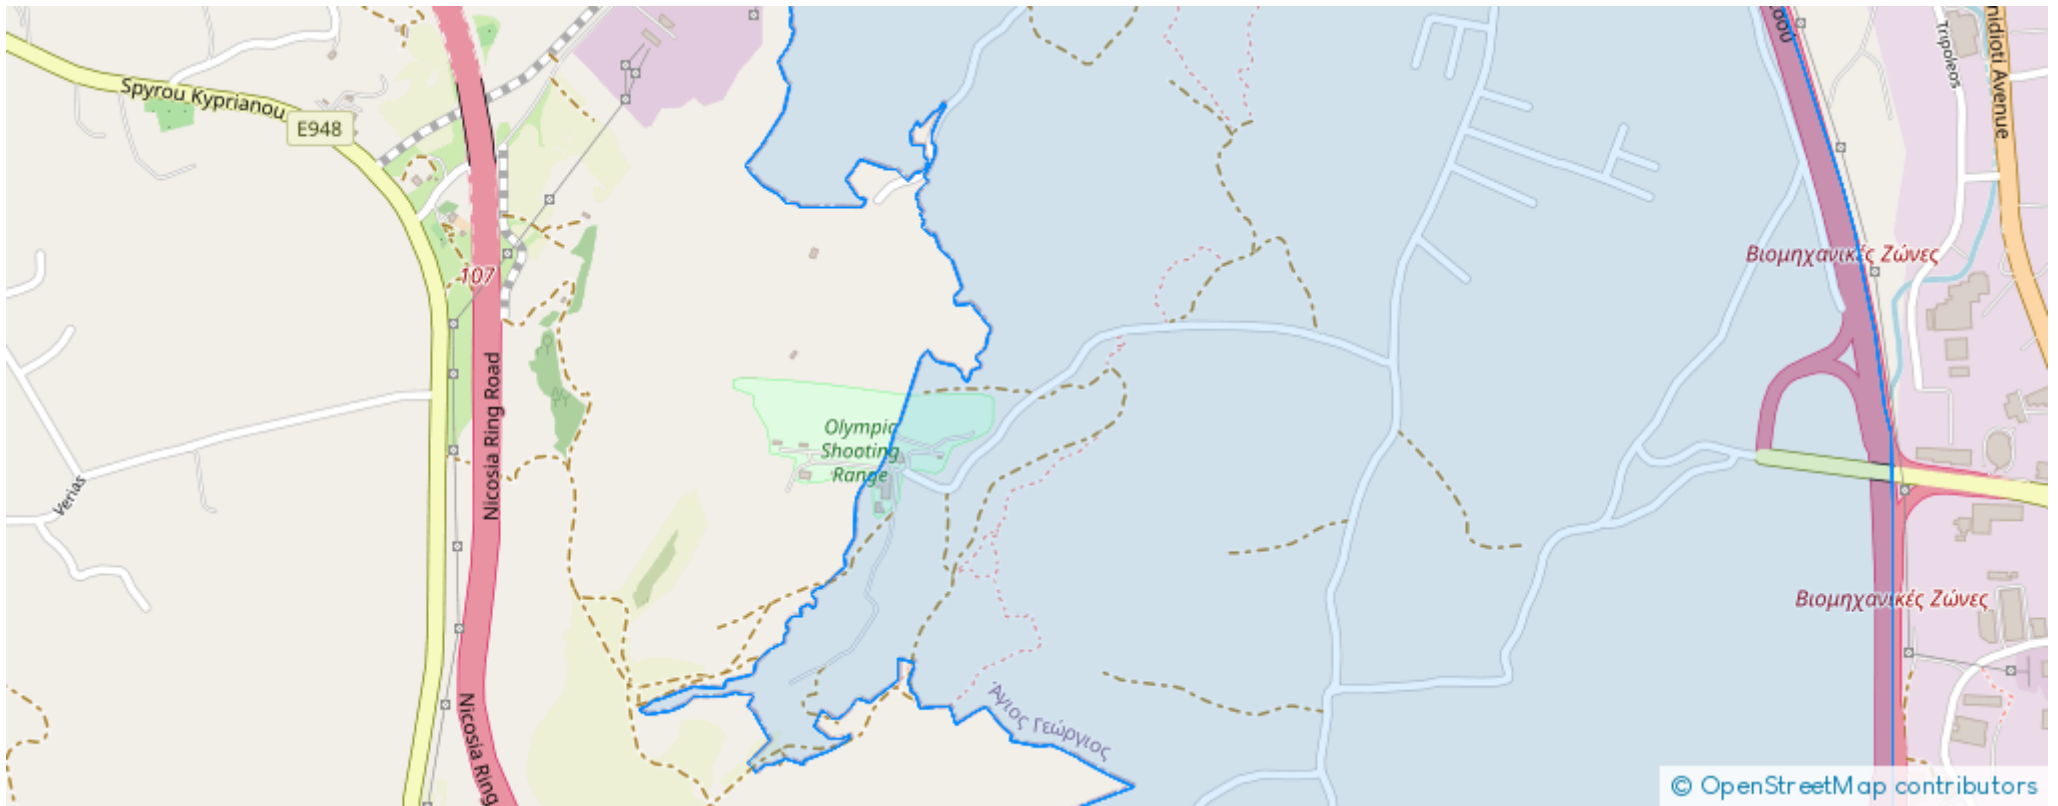 Spyrou Kyprianou
E948
107
Nicosia Ring Road
Nicosia Ring
Verias
Olympic
Shooting
Range
Άγιος Γεώργιος
Βιομηχανικές Ζώνες
Βιομηχανικές Ζώνες
Tripoleos
Avenue
© OpenStreetMap contributors